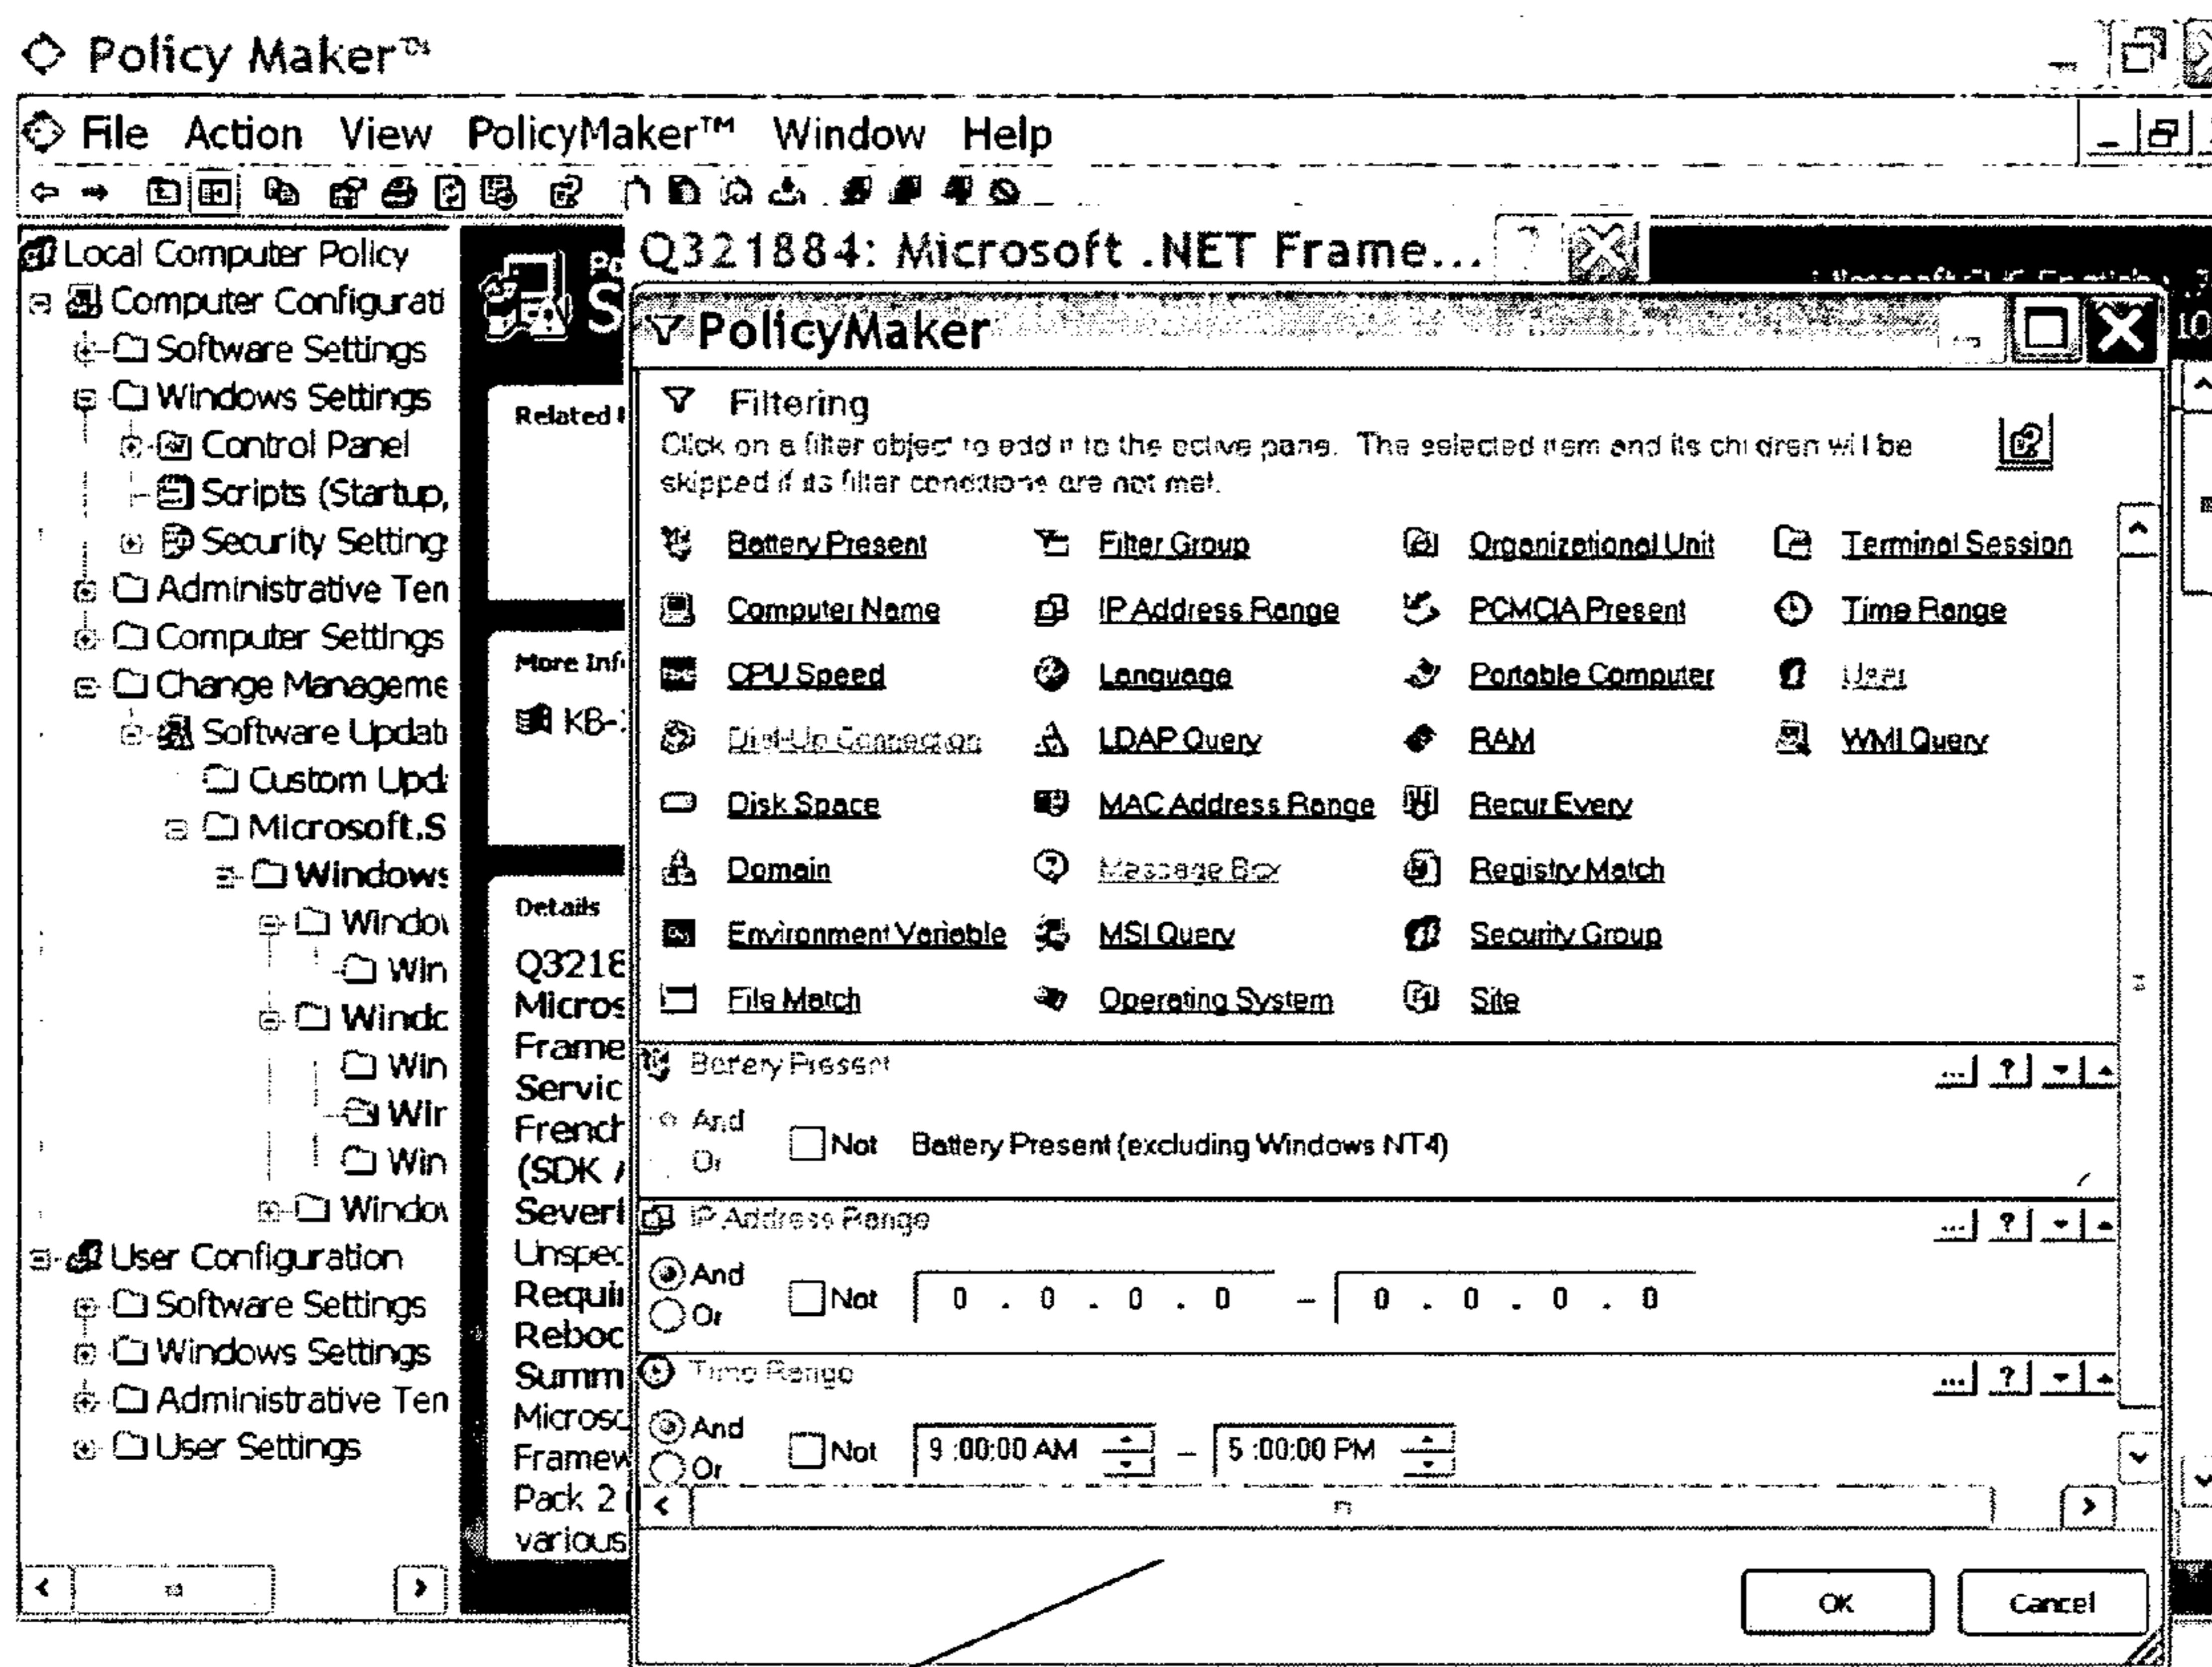 Policy Maker™
File Action View PolicyMaker™ Window Help
Local Computer Policy
Computer Configurati
Software Settings
Windows Settings
Control Panel
Scripts (Startup,
Security Setting
Administrative Ten
Computer Settings
Change Manageme
Software Updati
Custom Upd
Microsoft.S
Windows
Windov
Win
Windc
Win
Wir
Win
Windov
User Configuration
Software Settings
Windows Settings
Administrative Ten
User Settings
Related
More Inf
KB-
Details
Q3218
Micros
Frame
Servic
French
(SDK
Severi
Unspec
Requir
Reboo
Summ
Microso
Framew
Pack 2
various
Q321884: Microsoft .NET Frame...
10
PolicyMaker
Filtering
Click on a filter object to add it to the active pane. The selected item and its children will be
skipped if its filter conditions are not met.
Battery Present Filter Group Organizational Unit Terminal Session
Computer Name IP Address Range PCMCIA Present Time Range
CPU Speed Language Portable Computer User
Dial-Up Connection LDAP Query RAM WMI Query
Disk Space MAC Address Range Recur Every
Domain Message Box Registry Match
Environment Variable MSI Query Security Group
File Match Operating System Site
Battery Present
... ?
And
Or
Not Battery Present (excluding Windows NT4)
IP Address Range
... ?
And
Or
Not 0 . 0 . 0 . 0 – 0 . 0 . 0 . 0
Time Range
... ?
And
Or
Not 9 :00:00 AM – 5 :00:00 PM
OK Cancel